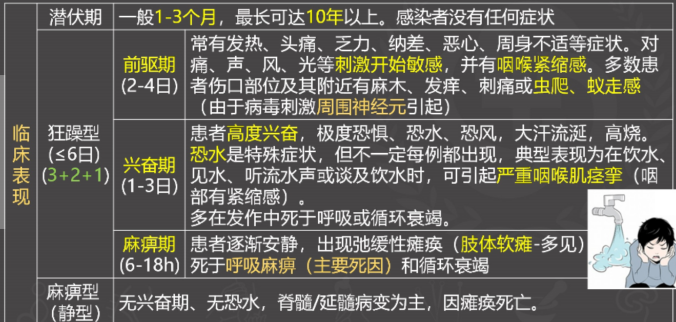 临床表现
潜伏期
一般1-3个月，最长可达10年以上。感染者没有任何症状
狂躁型
(≤6日)
(3+2+1)
前驱期
(2-4日)
常有发热、头痛、乏力、纳差、恶心、周身不适等症状。对
痛、声、风、光等刺激开始敏感，并有咽喉紧缩感。多数患
者伤口部位及其附近有麻木、发痒、刺痛或虫爬、蚁走感
（由于病毒刺激周围神经元引起）
兴奋期
(1-3日)
患者高度兴奋，极度恐惧、恐水、恐风，大汗流涎，高烧。
恐水是特殊症状，但不一定每例都出现，典型表现为在饮水、
见水、听流水声或谈及饮水时，可引起严重咽喉肌痉挛（咽
部有紧缩感）。
多在发作中死于呼吸或循环衰竭。
麻痹期
(6-18h)
患者逐渐安静，出现弛缓性瘫痪（肢体软瘫-多见）
死于呼吸麻痹（主要死因）和循环衰竭
麻痹型
(静型)
无兴奋期、无恐水，脊髓/延髓病变为主，因瘫痪死亡。